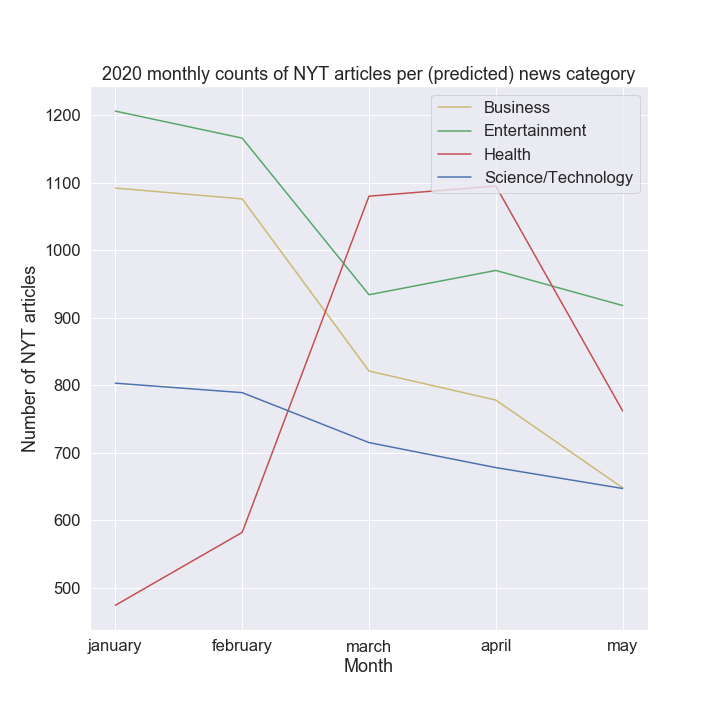 2020 monthly counts of NYT articles per (predicted) news category
Business
Entertainment
Health
Science/Technology
1200
1100
1000
900
800
700
600
500
Number of NYT articles
january february march april may
Month